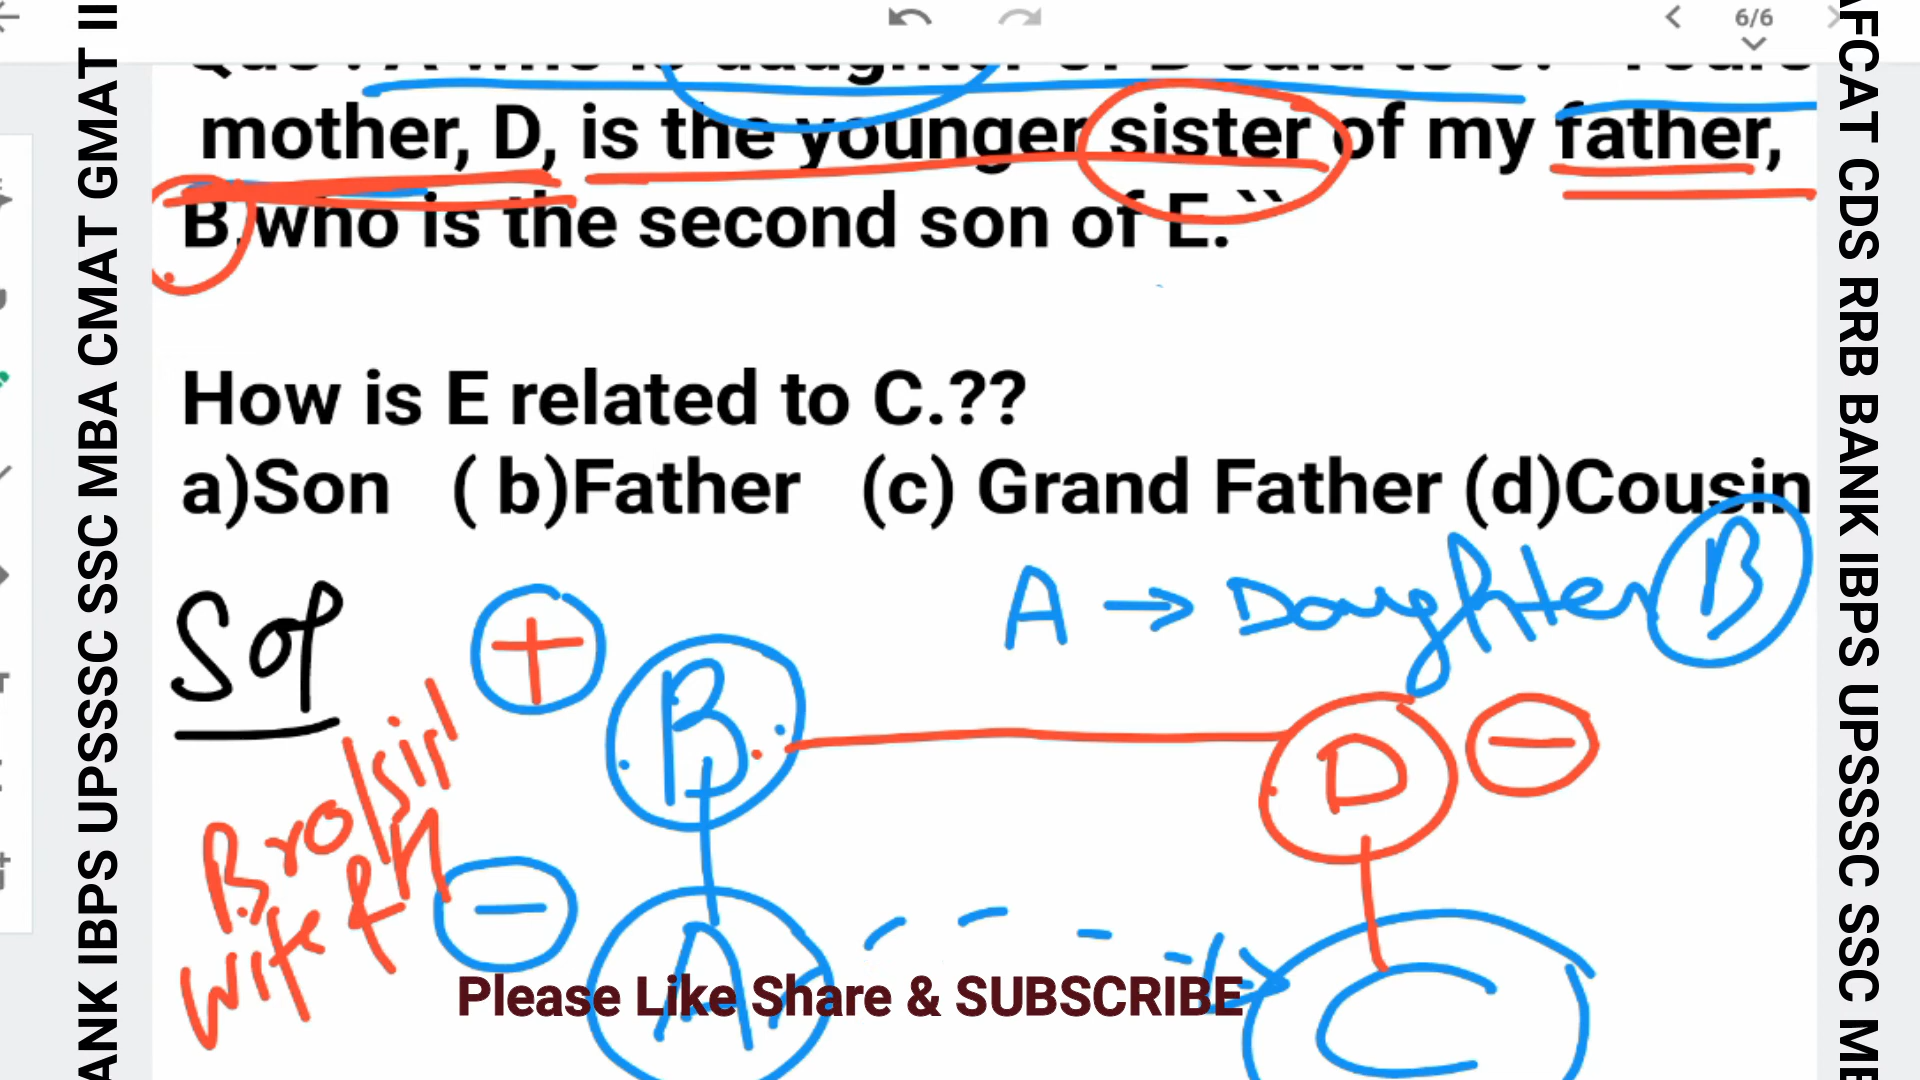 6/6
mother, D, is the younger sister of my father,
B,who is the second son of E.``
How is E related to C.??
a)Son ( b)Father (c) Grand Father (d)Cousin
Sol
A → Daughter B
+ B D −
Bro/sis
wife
− A C
Please Like Share & SUBSCRIBE
ANK IBPS UPSSSC SSC MBA CMAT GMAT II
AFCAT CDS RRB BANK IBPS UPSSSC SSC M